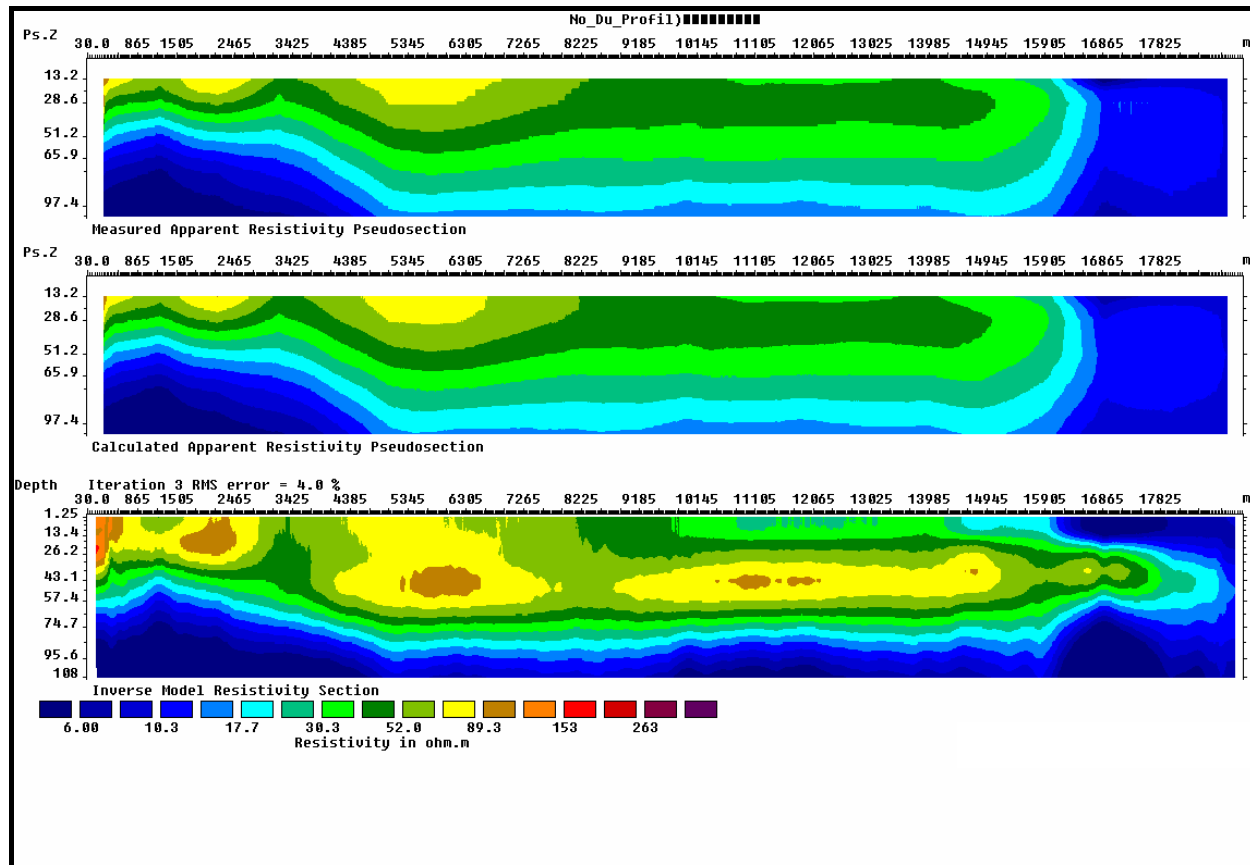 No_Du_Profil)
Ps.Z
30.0 865 1505 2465 3425 4385 5345 6305 7265 8225 9185 10145 11105 12065 13025 13985 14945 15905 16865 17825 m
13.2
28.6
51.2
65.9
97.4
Measured Apparent Resistivity Pseudosection
Ps.Z
30.0 865 1505 2465 3425 4385 5345 6305 7265 8225 9185 10145 11105 12065 13025 13985 14945 15905 16865 17825 m
13.2
28.6
51.2
65.9
97.4
Calculated Apparent Resistivity Pseudosection
Depth Iteration 3 RMS error = 4.0 %
30.0 865 1505 2465 3425 4385 5345 6305 7265 8225 9185 10145 11105 12065 13025 13985 14945 15905 16865 17825 m
1.25
13.4
26.2
43.1
57.4
74.7
95.6
108
Inverse Model Resistivity Section
6.00 10.3 17.7 30.3 52.0 89.3 153 263
Resistivity in ohm.m